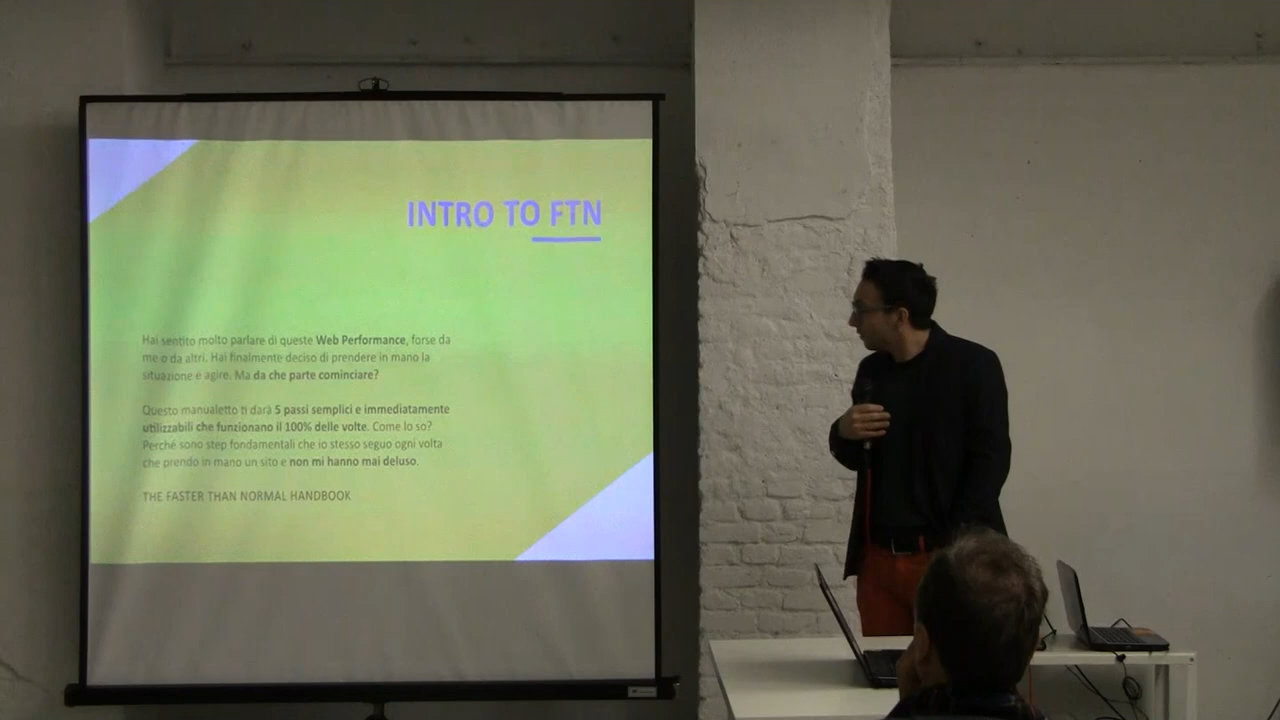 INTRO TO FTN
Hai sentito molto parlare di queste Web Performance, forse da
me o da altri. Hai finalmente deciso di prendere in mano la
situazione e agire. Ma da che parte cominciare?
Questo manualetto ti darà 5 passi semplici e immediatamente
utilizzabili che funzionano il 100% delle volte. Come lo so?
Perché sono step fondamentali che io stesso seguo ogni volta
che prendo in mano un sito e non mi hanno mai deluso.
THE FASTER THAN NORMAL HANDBOOK